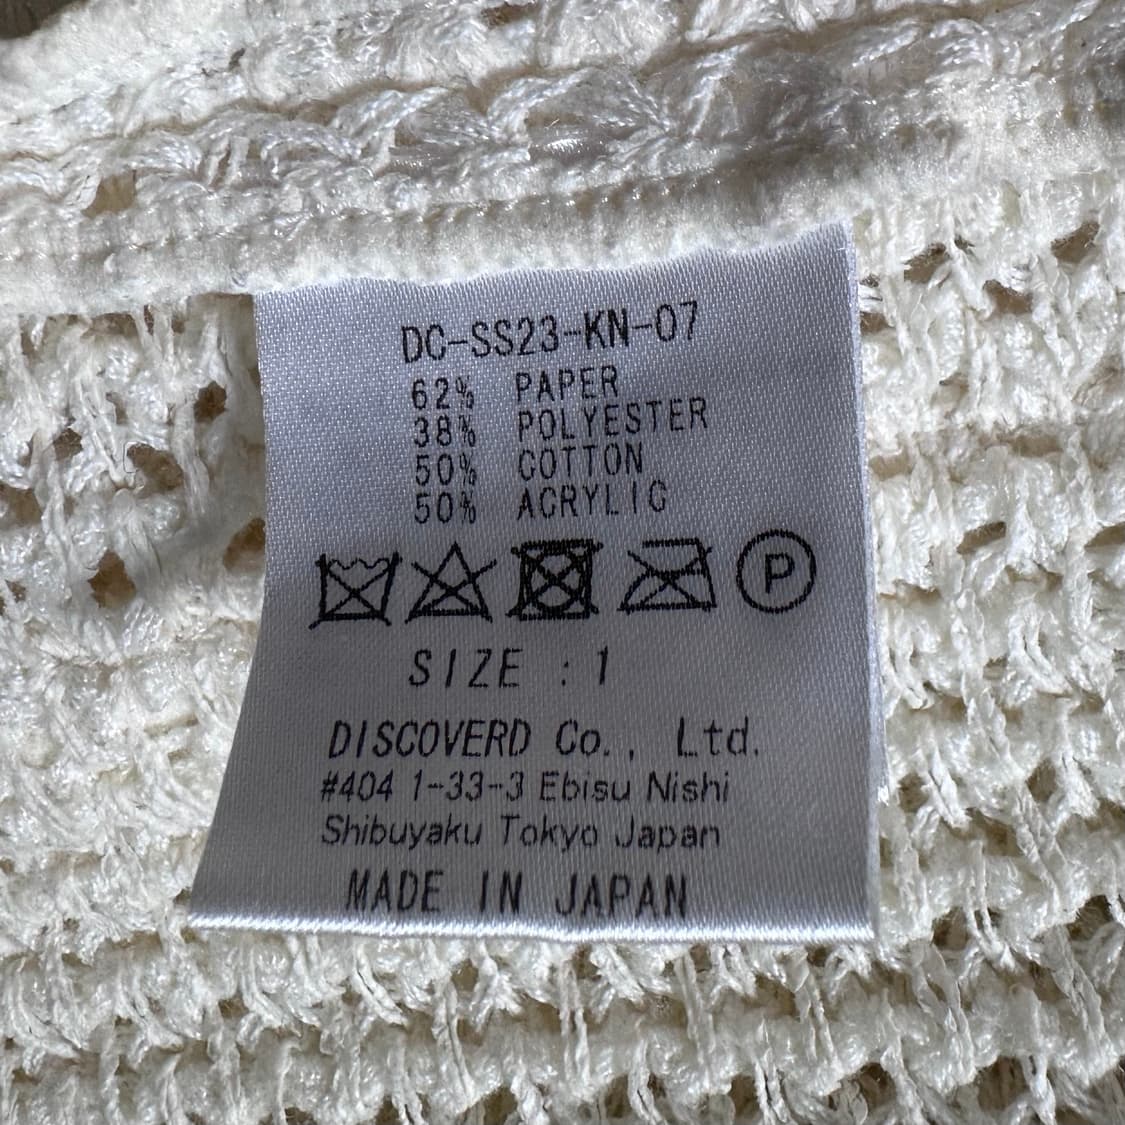 DC-SS23-KN-07
62% PAPER
38% POLYESTER
50% COTTON
50% ACRYLIC
P
SIZE : 1
DISCOVERD Co., Ltd.
#404 1-33-3 Ebisu Nishi
Shibuyaku Tokyo Japan
MADE IN JAPAN